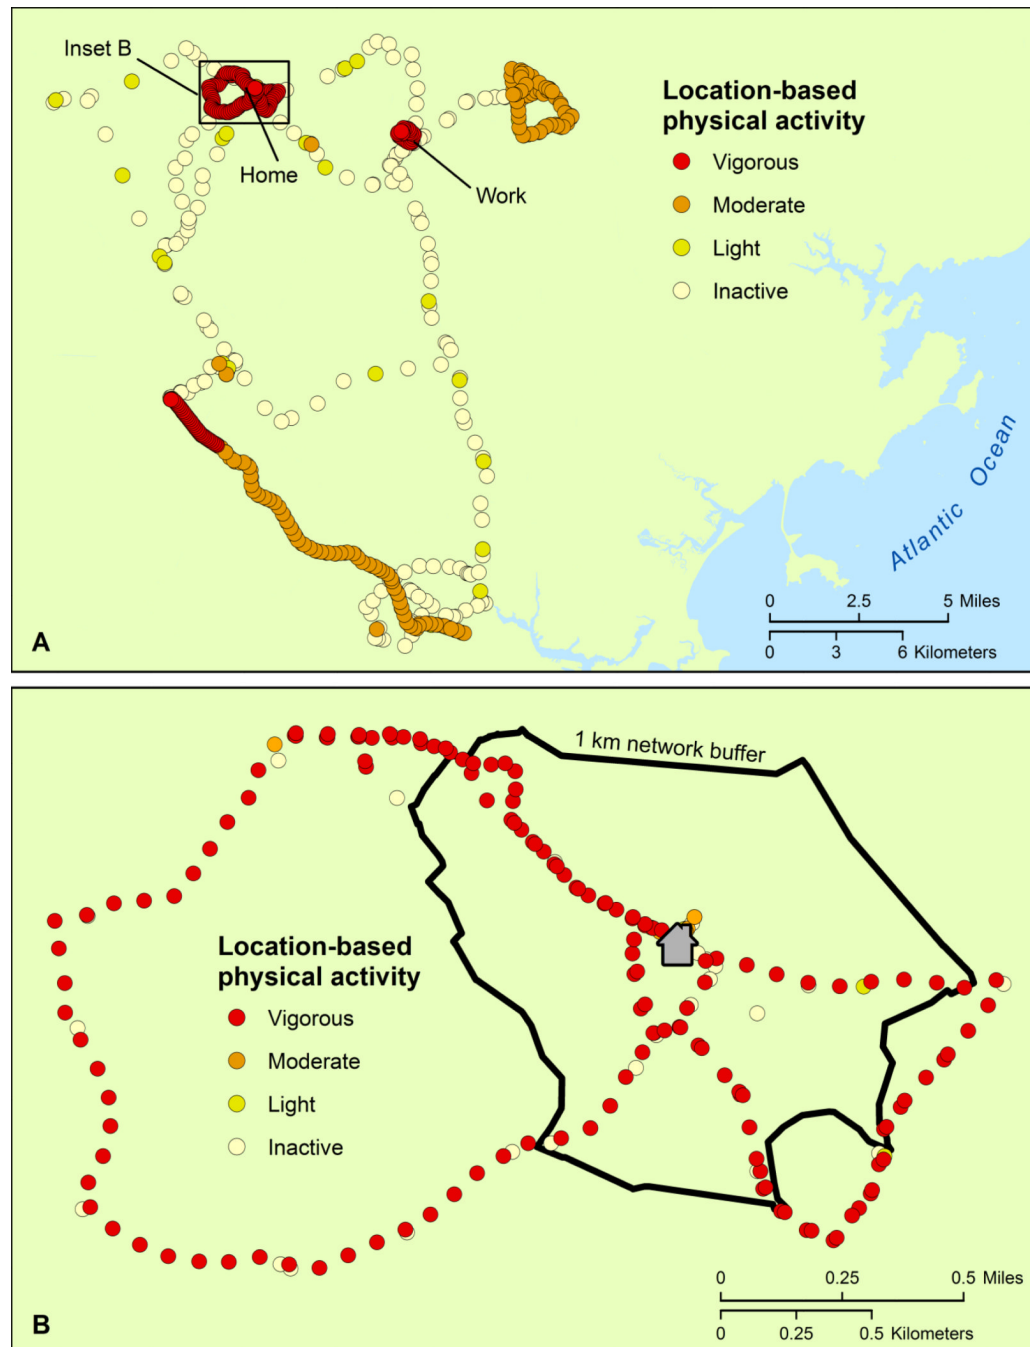 Inset B
Home
Work
Location-based
physical activity
Vigorous
Moderate
Light
Inactive
Atlantic Ocean
0 2.5 5 Miles
0 3 6 Kilometers
A
1 km network buffer
Location-based
physical activity
Vigorous
Moderate
Light
Inactive
0 0.25 0.5 Miles
0 0.25 0.5 Kilometers
B